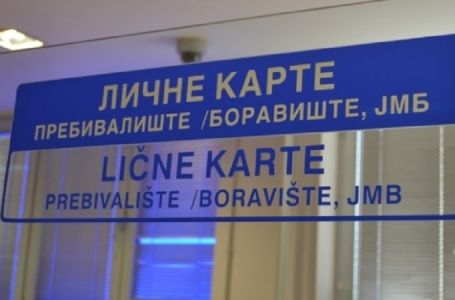 ЛИЧНЕ КАРТЕ
ПРЕБИВАЛИШТЕ /БОРАВИШТЕ, ЈМБ
LIČNE KARTE
PREBIVALIŠTE /BORAVIŠTE, JMB